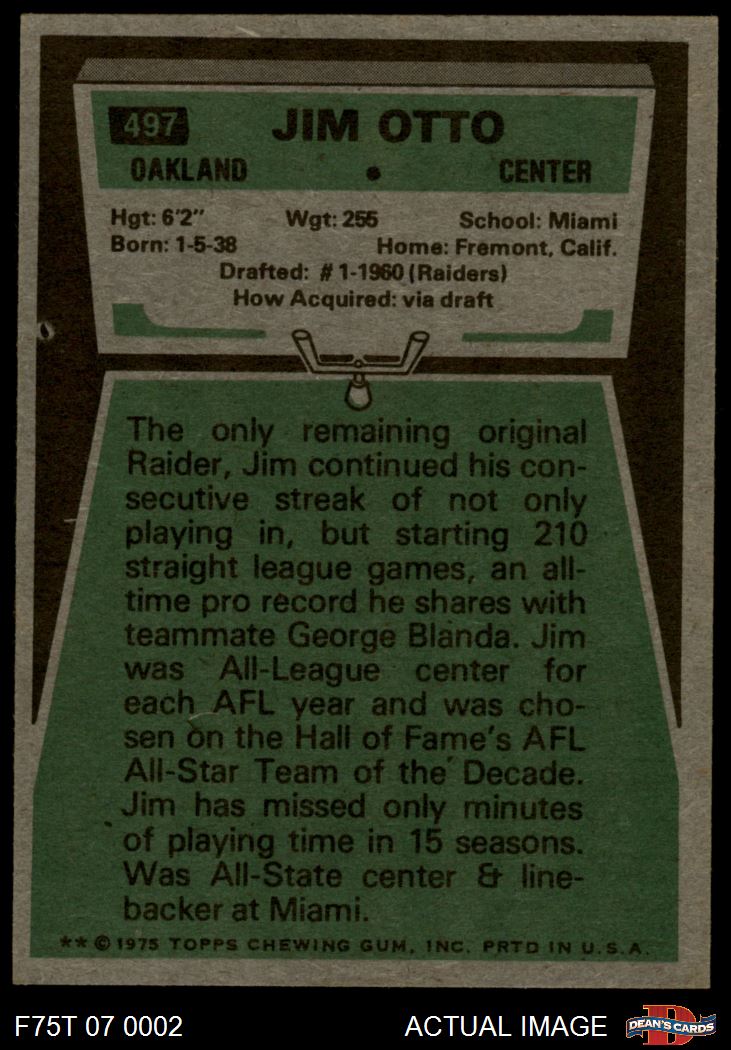 497 JIM OTTO
OAKLAND • CENTER
Hgt: 6'2" Wgt: 255 School: Miami
Born: 1-5-38 Home: Fremont, Calif.
Drafted: #1-1960 (Raiders)
How Acquired: via draft
The only remaining original
Raider, Jim continued his con-
secutive streak of not only
playing in, but starting 210
straight league games, an all-
time pro record he shares with
teammate George Blanda. Jim
was All-League center for
each AFL year and was cho-
sen on the Hall of Fame's AFL
All-Star Team of the Decade.
Jim has missed only minutes
of playing time in 15 seasons.
Was All-State center & line-
backer at Miami.
** © 1975 TOPPS CHEWING GUM, INC. PRTD IN U.S.A.
F75T 07 0002 ACTUAL IMAGE D DEAN'S CARDS